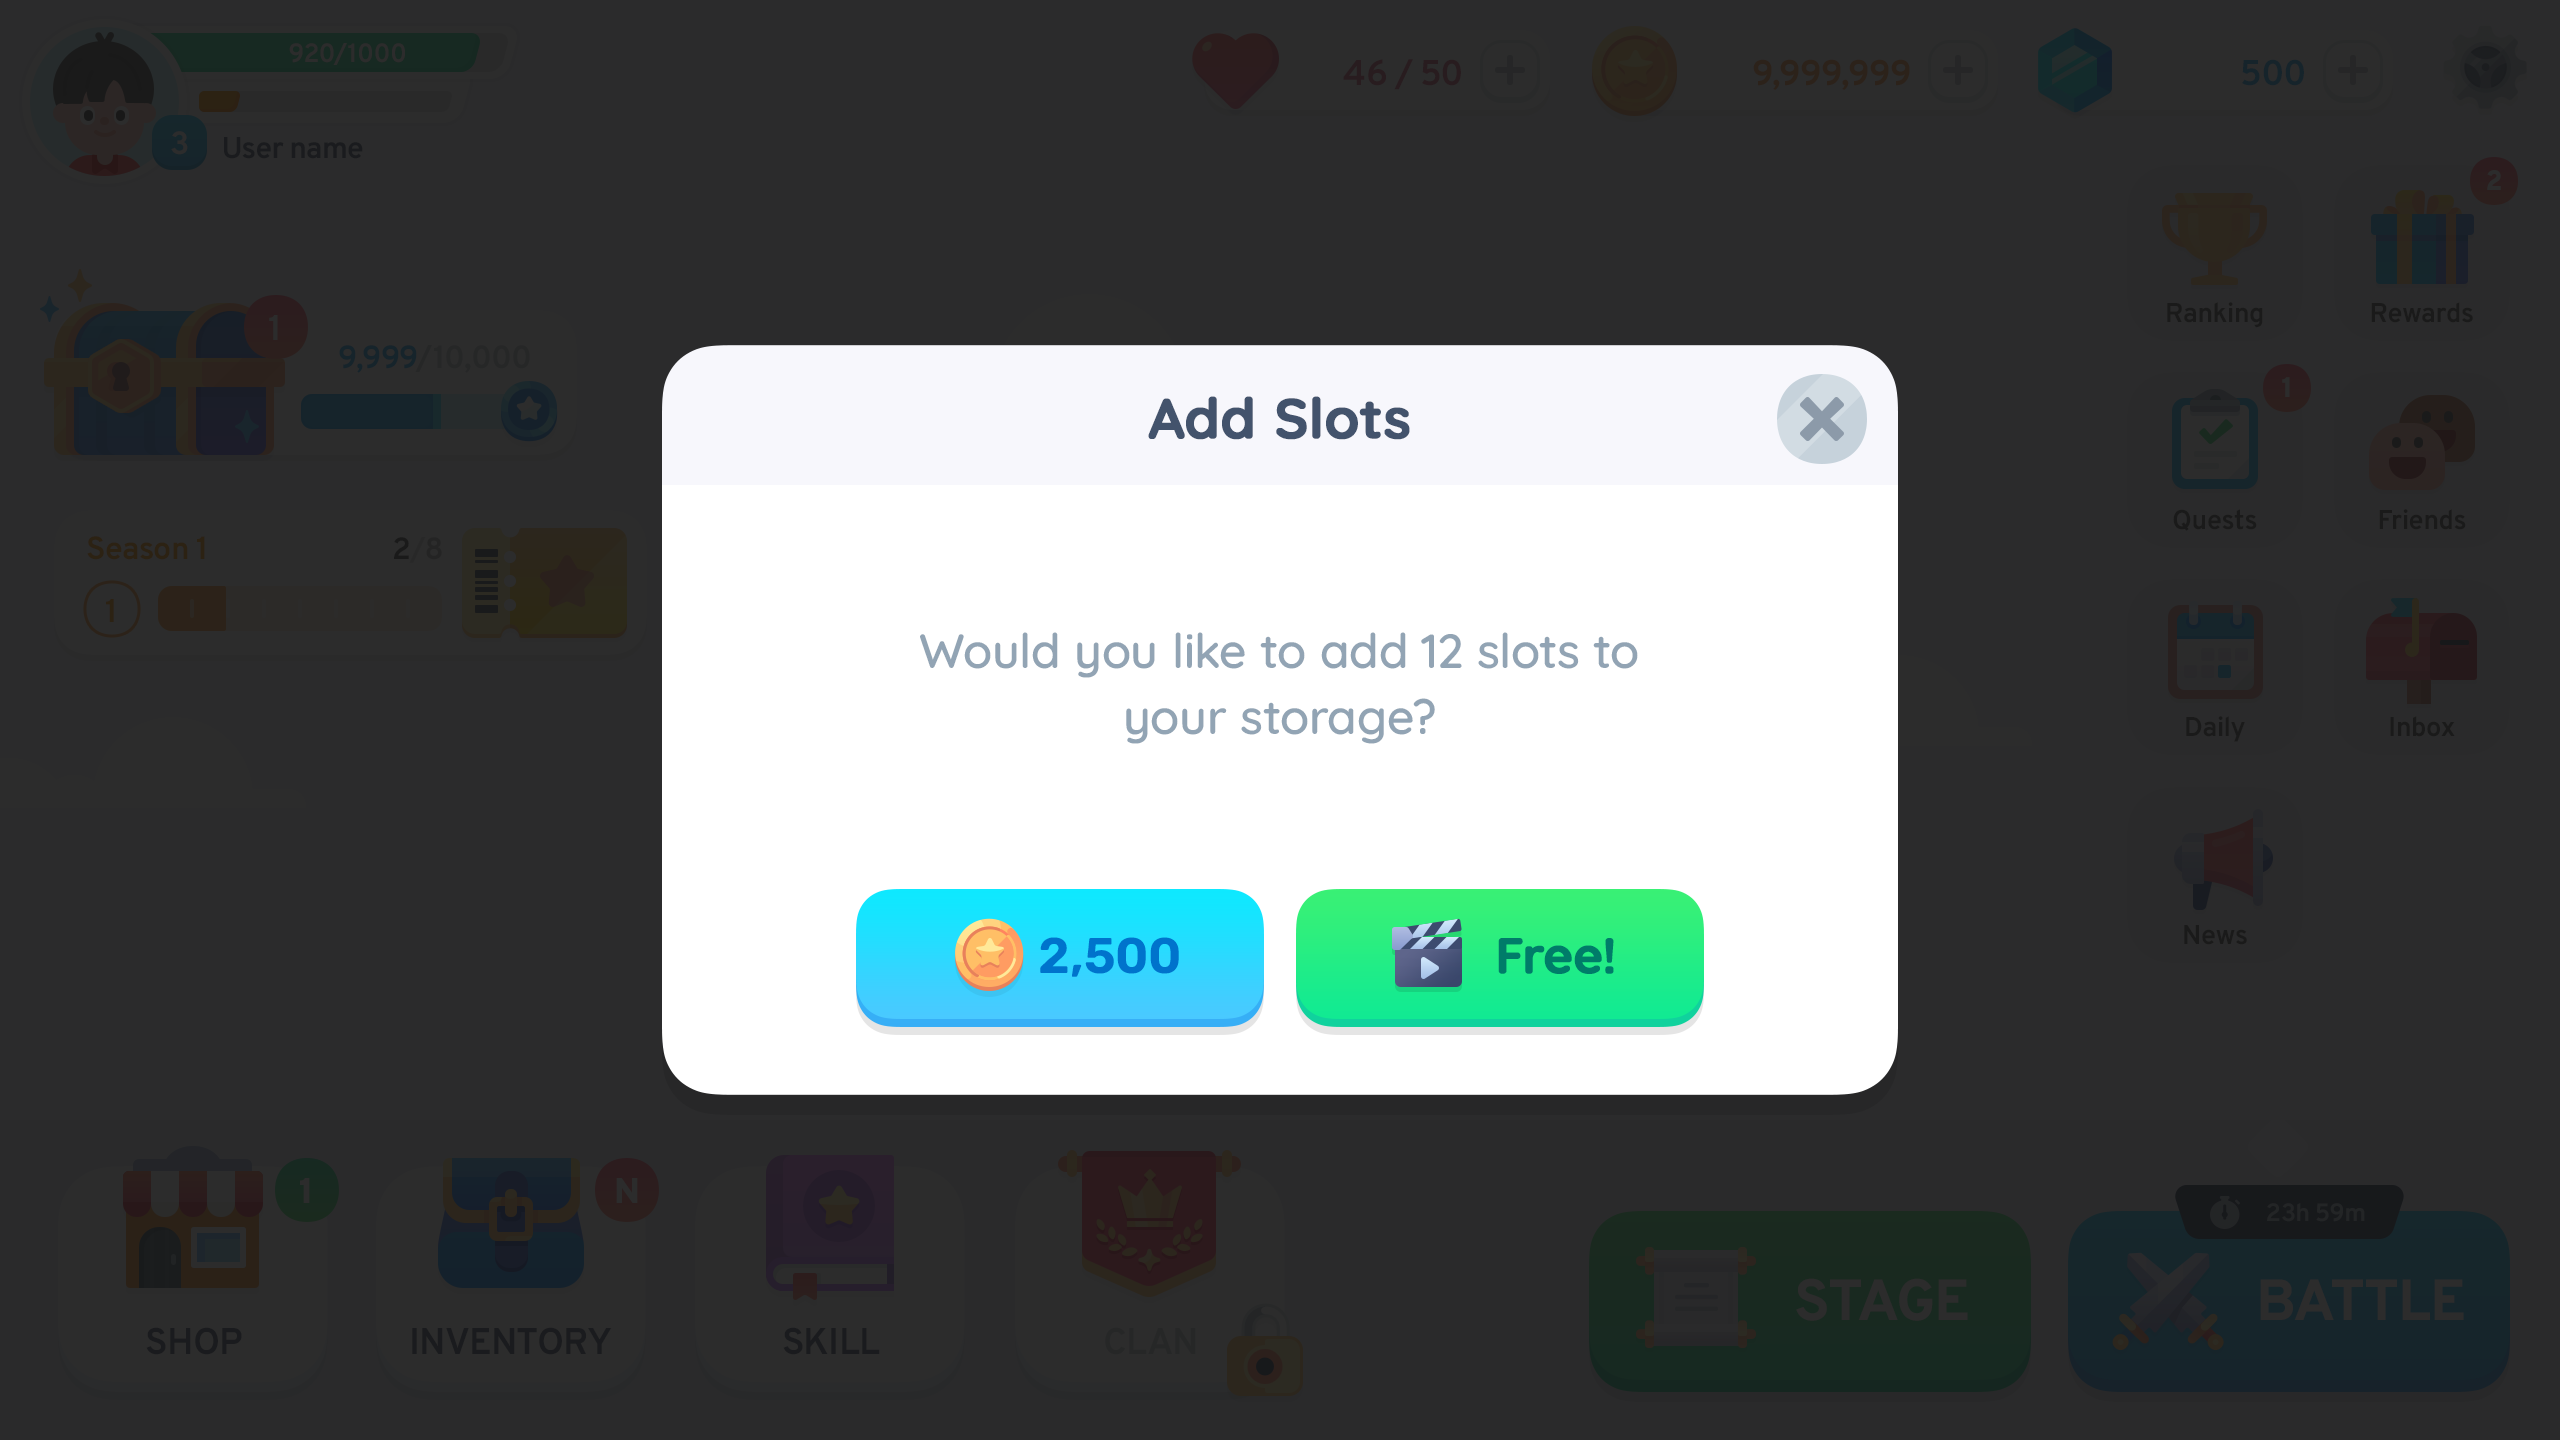 920/1000
3
User name
46 / 50
9,999,999
500
2
Ranking
Rewards
1
9,999/10,000
1
Quests
Friends
Season 1
2/8
1
1
Daily
Inbox
News
Add Slots
Would you like to add 12 slots to
your storage?
2,500
Free!
1
SHOP
N
INVENTORY
SKILL
CLAN
STAGE
23h 59m
BATTLE